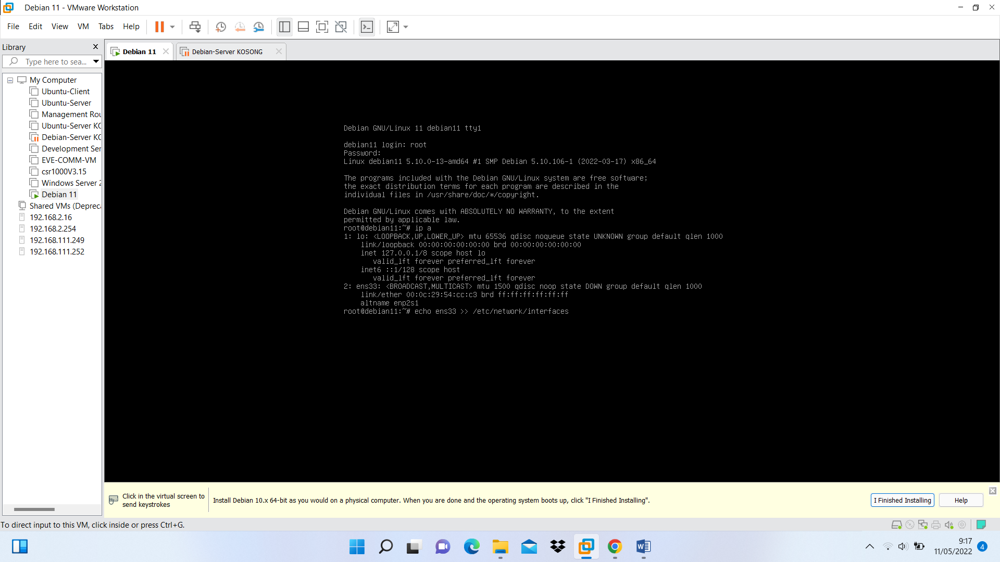 Debian 11 - VMware Workstation
File Edit View VM Tabs Help
Library
Type here to sea...
My Computer
Ubuntu-Client
Ubuntu-Server
Management Rou
Ubuntu-Server KO
Debian-Server KO
Development Ser
EVE-COMM-VM
csr1000V3.15
Windows Server 2
Debian 11
Shared VMs (Depreca
192.168.2.16
192.168.2.254
192.168.111.249
192.168.111.252
Debian 11
Debian-Server KOSONG
Debian GNU/Linux 11 debian11 tty1
debian11 login: root
Password:
Linux debian11 5.10.0-13-amd64 #1 SMP Debian 5.10.106-1 (2022-03-17) x86_64
The programs included with the Debian GNU/Linux system are free software;
the exact distribution terms for each program are described in the
individual files in /usr/share/doc/*/copyright.
Debian GNU/Linux comes with ABSOLUTELY NO WARRANTY, to the extent
permitted by applicable law.
root@debian11:~# ip a
1: lo: <LOOPBACK,UP,LOWER_UP> mtu 65536 qdisc noqueue state UNKNOWN group default qlen 1000
link/loopback 00:00:00:00:00:00 brd 00:00:00:00:00:00
inet 127.0.0.1/8 scope host lo
valid_lft forever preferred_lft forever
inet6 ::1/128 scope host
valid_lft forever preferred_lft forever
2: ens33: <BROADCAST,MULTICAST> mtu 1500 qdisc noop state DOWN group default qlen 1000
link/ether 00:0c:29:54:cc:c3 brd ff:ff:ff:ff:ff:ff
altname enp2s1
root@debian11:~# echo ens33 >> /etc/network/interfaces
Click in the virtual screen to
send keystrokes
Install Debian 10.x 64-bit as you would on a physical computer. When you are done and the operating system boots up, click "I Finished Installing".
I Finished Installing
Help
To direct input to this VM, click inside or press Ctrl+G.
9:17
11/05/2022
4